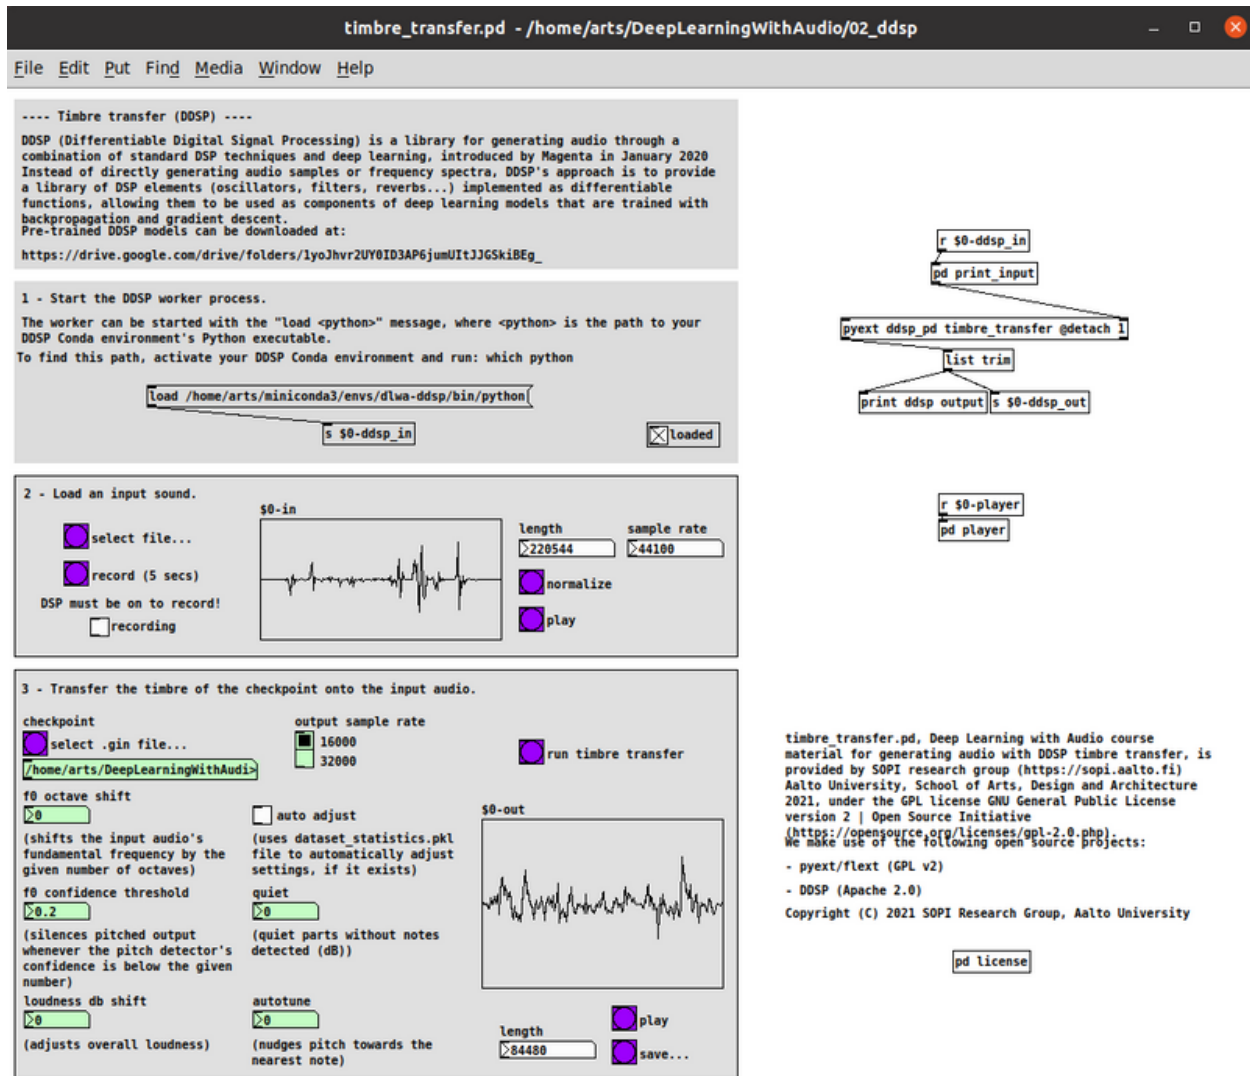 timbre_transfer.pd - /home/arts/DeepLearningWithAudio/02_ddsp
File Edit Put Find Media Window Help
---- Timbre transfer (DDSP) ----
DDSP (Differentiable Digital Signal Processing) is a library for generating audio through a
combination of standard DSP techniques and deep learning, introduced by Magenta in January 2020
Instead of directly generating audio samples or frequency spectra, DDSP's approach is to provide
a library of DSP elements (oscillators, filters, reverbs...) implemented as differentiable
functions, allowing them to be used as components of deep learning models that are trained with
backpropagation and gradient descent.
Pre-trained DDSP models can be downloaded at:
https://drive.google.com/drive/folders/1yoJhvr2UY0ID3AP6jumUItJJGSkiBEg_
1 - Start the DDSP worker process.
The worker can be started with the "load <python>" message, where <python> is the path to your
DDSP Conda environment's Python executable.
To find this path, activate your DDSP Conda environment and run: which python
load /home/arts/miniconda3/envs/dlwa-ddsp/bin/python
s $0-ddsp_in
loaded
r $0-ddsp_in
pd print_input
pyext ddsp_pd timbre_transfer @detach 1
list trim
print ddsp output
s $0-ddsp_out
2 - Load an input sound.
select file...
record (5 secs)
DSP must be on to record!
recording
$0-in
length
220544
sample rate
44100
normalize
play
r $0-player
pd player
3 - Transfer the timbre of the checkpoint onto the input audio.
checkpoint
select .gin file...
/home/arts/DeepLearningWithAudi>
output sample rate
16000
32000
run timbre transfer
f0 octave shift
0
(shifts the input audio's
fundamental frequency by the
given number of octaves)
auto adjust
(uses dataset_statistics.pkl
file to automatically adjust
settings, if it exists)
f0 confidence threshold
0.2
(silences pitched output
whenever the pitch detector's
confidence is below the given
number)
quiet
0
(quiet parts without notes
detected (dB))
loudness db shift
0
(adjusts overall loudness)
autotune
0
(nudges pitch towards the
nearest note)
$0-out
length
84480
play
save...
timbre_transfer.pd, Deep Learning with Audio course
material for generating audio with DDSP timbre transfer, is
provided by SOPI research group (https://sopi.aalto.fi)
Aalto University, School of Arts, Design and Architecture
2021, under the GPL license GNU General Public License
version 2 | Open Source Initiative
(https://opensource.org/licenses/gpl-2.0.php).
We make use of the following open source projects:
- pyext/flext (GPL v2)
- DDSP (Apache 2.0)
Copyright (C) 2021 SOPI Research Group, Aalto University
pd license